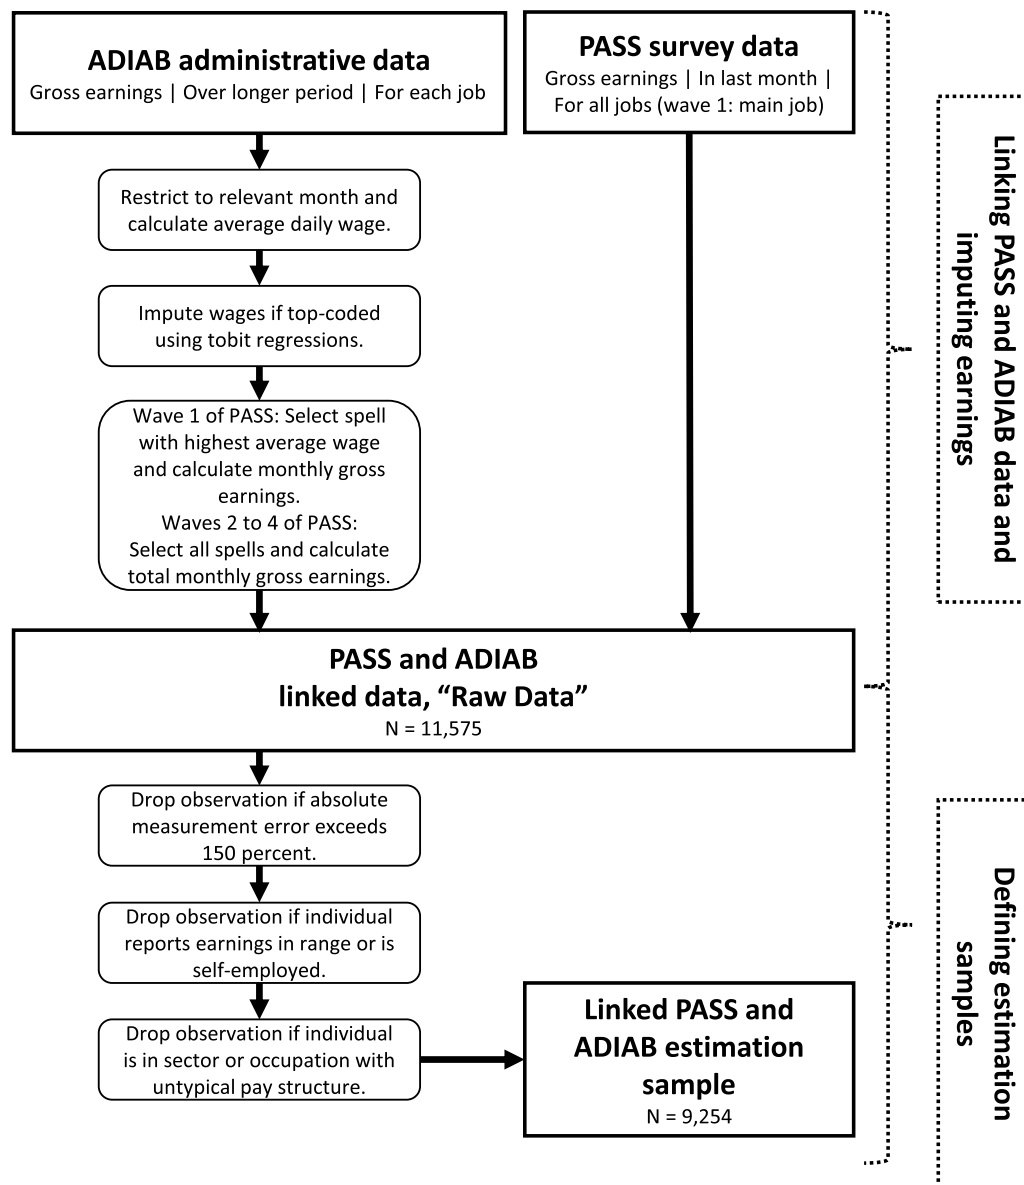 ADIAB administrative data
Gross earnings | Over longer period | For each job
PASS survey data
Gross earnings | In last month |
For all jobs (wave 1: main job)
Restrict to relevant month and
calculate average daily wage.
Impute wages if top-coded
using tobit regressions.
Wave 1 of PASS: Select spell
with highest average wage
and calculate monthly gross
earnings.
Waves 2 to 4 of PASS:
Select all spells and calculate
total monthly gross earnings.
Linking PASS and ADIAB data and
imputing earnings
PASS and ADIAB
linked data, “Raw Data”
N = 11,575
Drop observation if absolute
measurement error exceeds
150 percent.
Drop observation if individual
reports earnings in range or is
self-employed.
Drop observation if individual
is in sector or occupation with
untypical pay structure.
Linked PASS and
ADIAB estimation
sample
N = 9,254
Defining estimation
samples